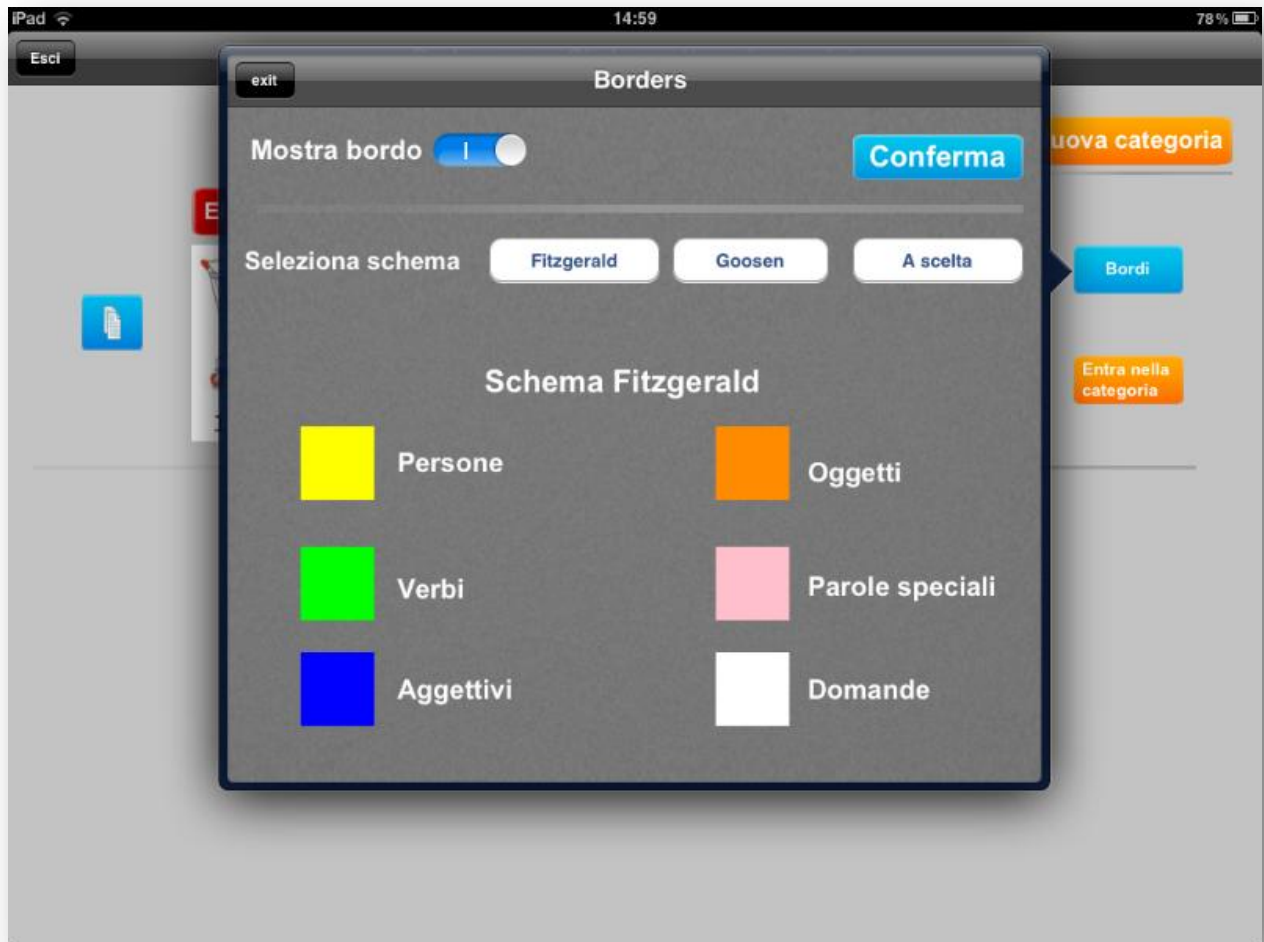 iPad 14:59 78%
Esci
exit Borders
Mostra bordo Conferma
uova categoria
E
Seleziona schema Fitzgerald Goosen A scelta
Bordi
Schema Fitzgerald
Entra nella
categoria
Persone Oggetti
Verbi Parole speciali
Aggettivi Domande